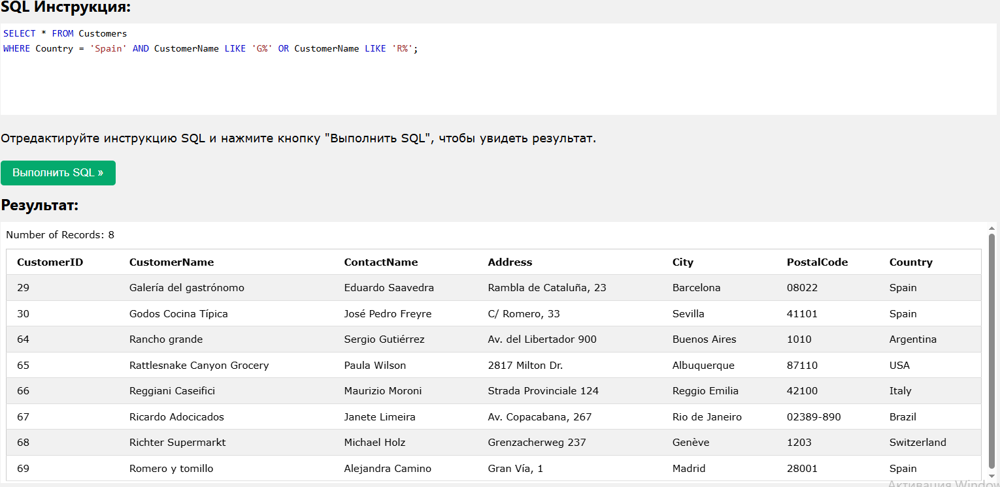 SQL Инструкция:
SELECT * FROM Customers
WHERE Country = 'Spain' AND CustomerName LIKE 'G%' OR CustomerName LIKE 'R%';
Отредактируйте инструкцию SQL и нажмите кнопку "Выполнить SQL", чтобы увидеть результат.
Выполнить SQL »
Результат:
Number of Records: 8
CustomerID CustomerName ContactName Address City PostalCode Country
29 Galería del gastrónomo Eduardo Saavedra Rambla de Cataluña, 23 Barcelona 08022 Spain
30 Godos Cocina Típica José Pedro Freyre C/ Romero, 33 Sevilla 41101 Spain
64 Rancho grande Sergio Gutiérrez Av. del Libertador 900 Buenos Aires 1010 Argentina
65 Rattlesnake Canyon Grocery Paula Wilson 2817 Milton Dr. Albuquerque 87110 USA
66 Reggiani Caseifici Maurizio Moroni Strada Provinciale 124 Reggio Emilia 42100 Italy
67 Ricardo Adocicados Janete Limeira Av. Copacabana, 267 Rio de Janeiro 02389-890 Brazil
68 Richter Supermarkt Michael Holz Grenzacherweg 237 Genève 1203 Switzerland
69 Romero y tomillo Alejandra Camino Gran Vía, 1 Madrid 28001 Spain
Активация Window